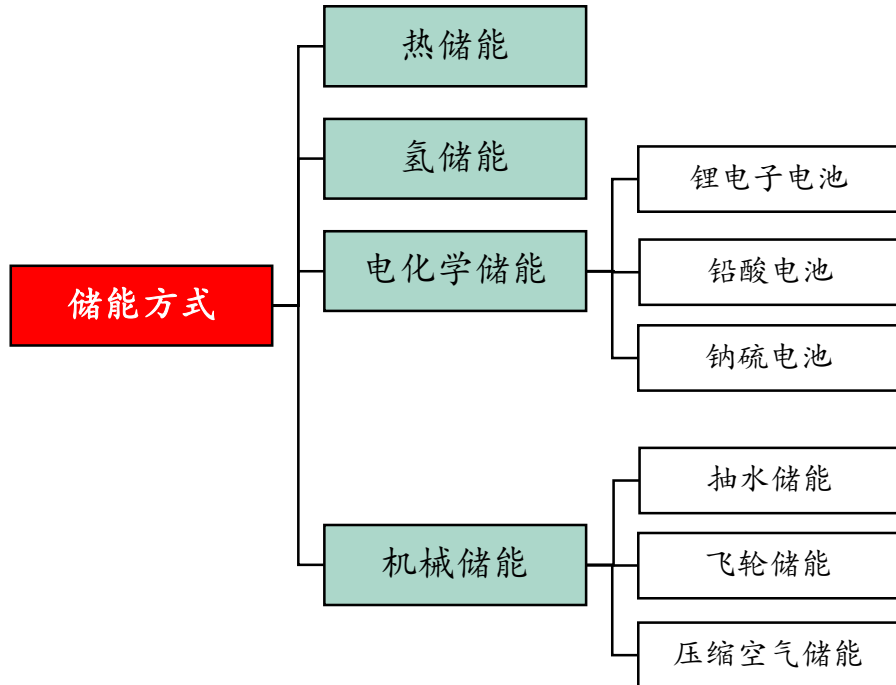 热储能
氢储能
锂电子电池
电化学储能
铅酸电池
储能方式
钠硫电池
抽水储能
机械储能
飞轮储能
压缩空气储能